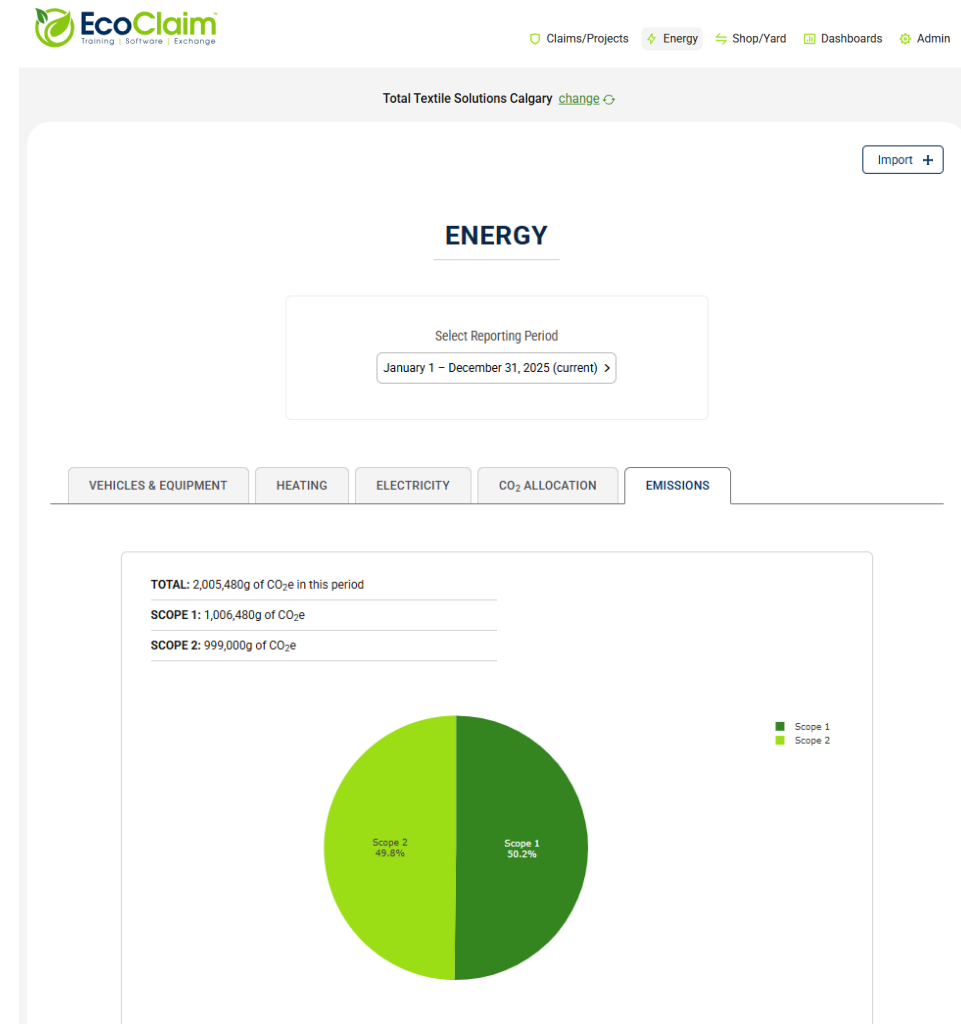 EcoClaim™
Training | Software | Exchange
Claims/Projects
Energy
Shop/Yard
Dashboards
Admin
Total Textile Solutions Calgary change
Import +
ENERGY
Select Reporting Period
January 1 – December 31, 2025 (current) >
VEHICLES & EQUIPMENT
HEATING
ELECTRICITY
CO₂ ALLOCATION
EMISSIONS
TOTAL: 2,005,480g of CO₂e in this period
SCOPE 1: 1,006,480g of CO₂e
SCOPE 2: 999,000g of CO₂e
Scope 1
Scope 2
Scope 2
49.8%
Scope 1
50.2%